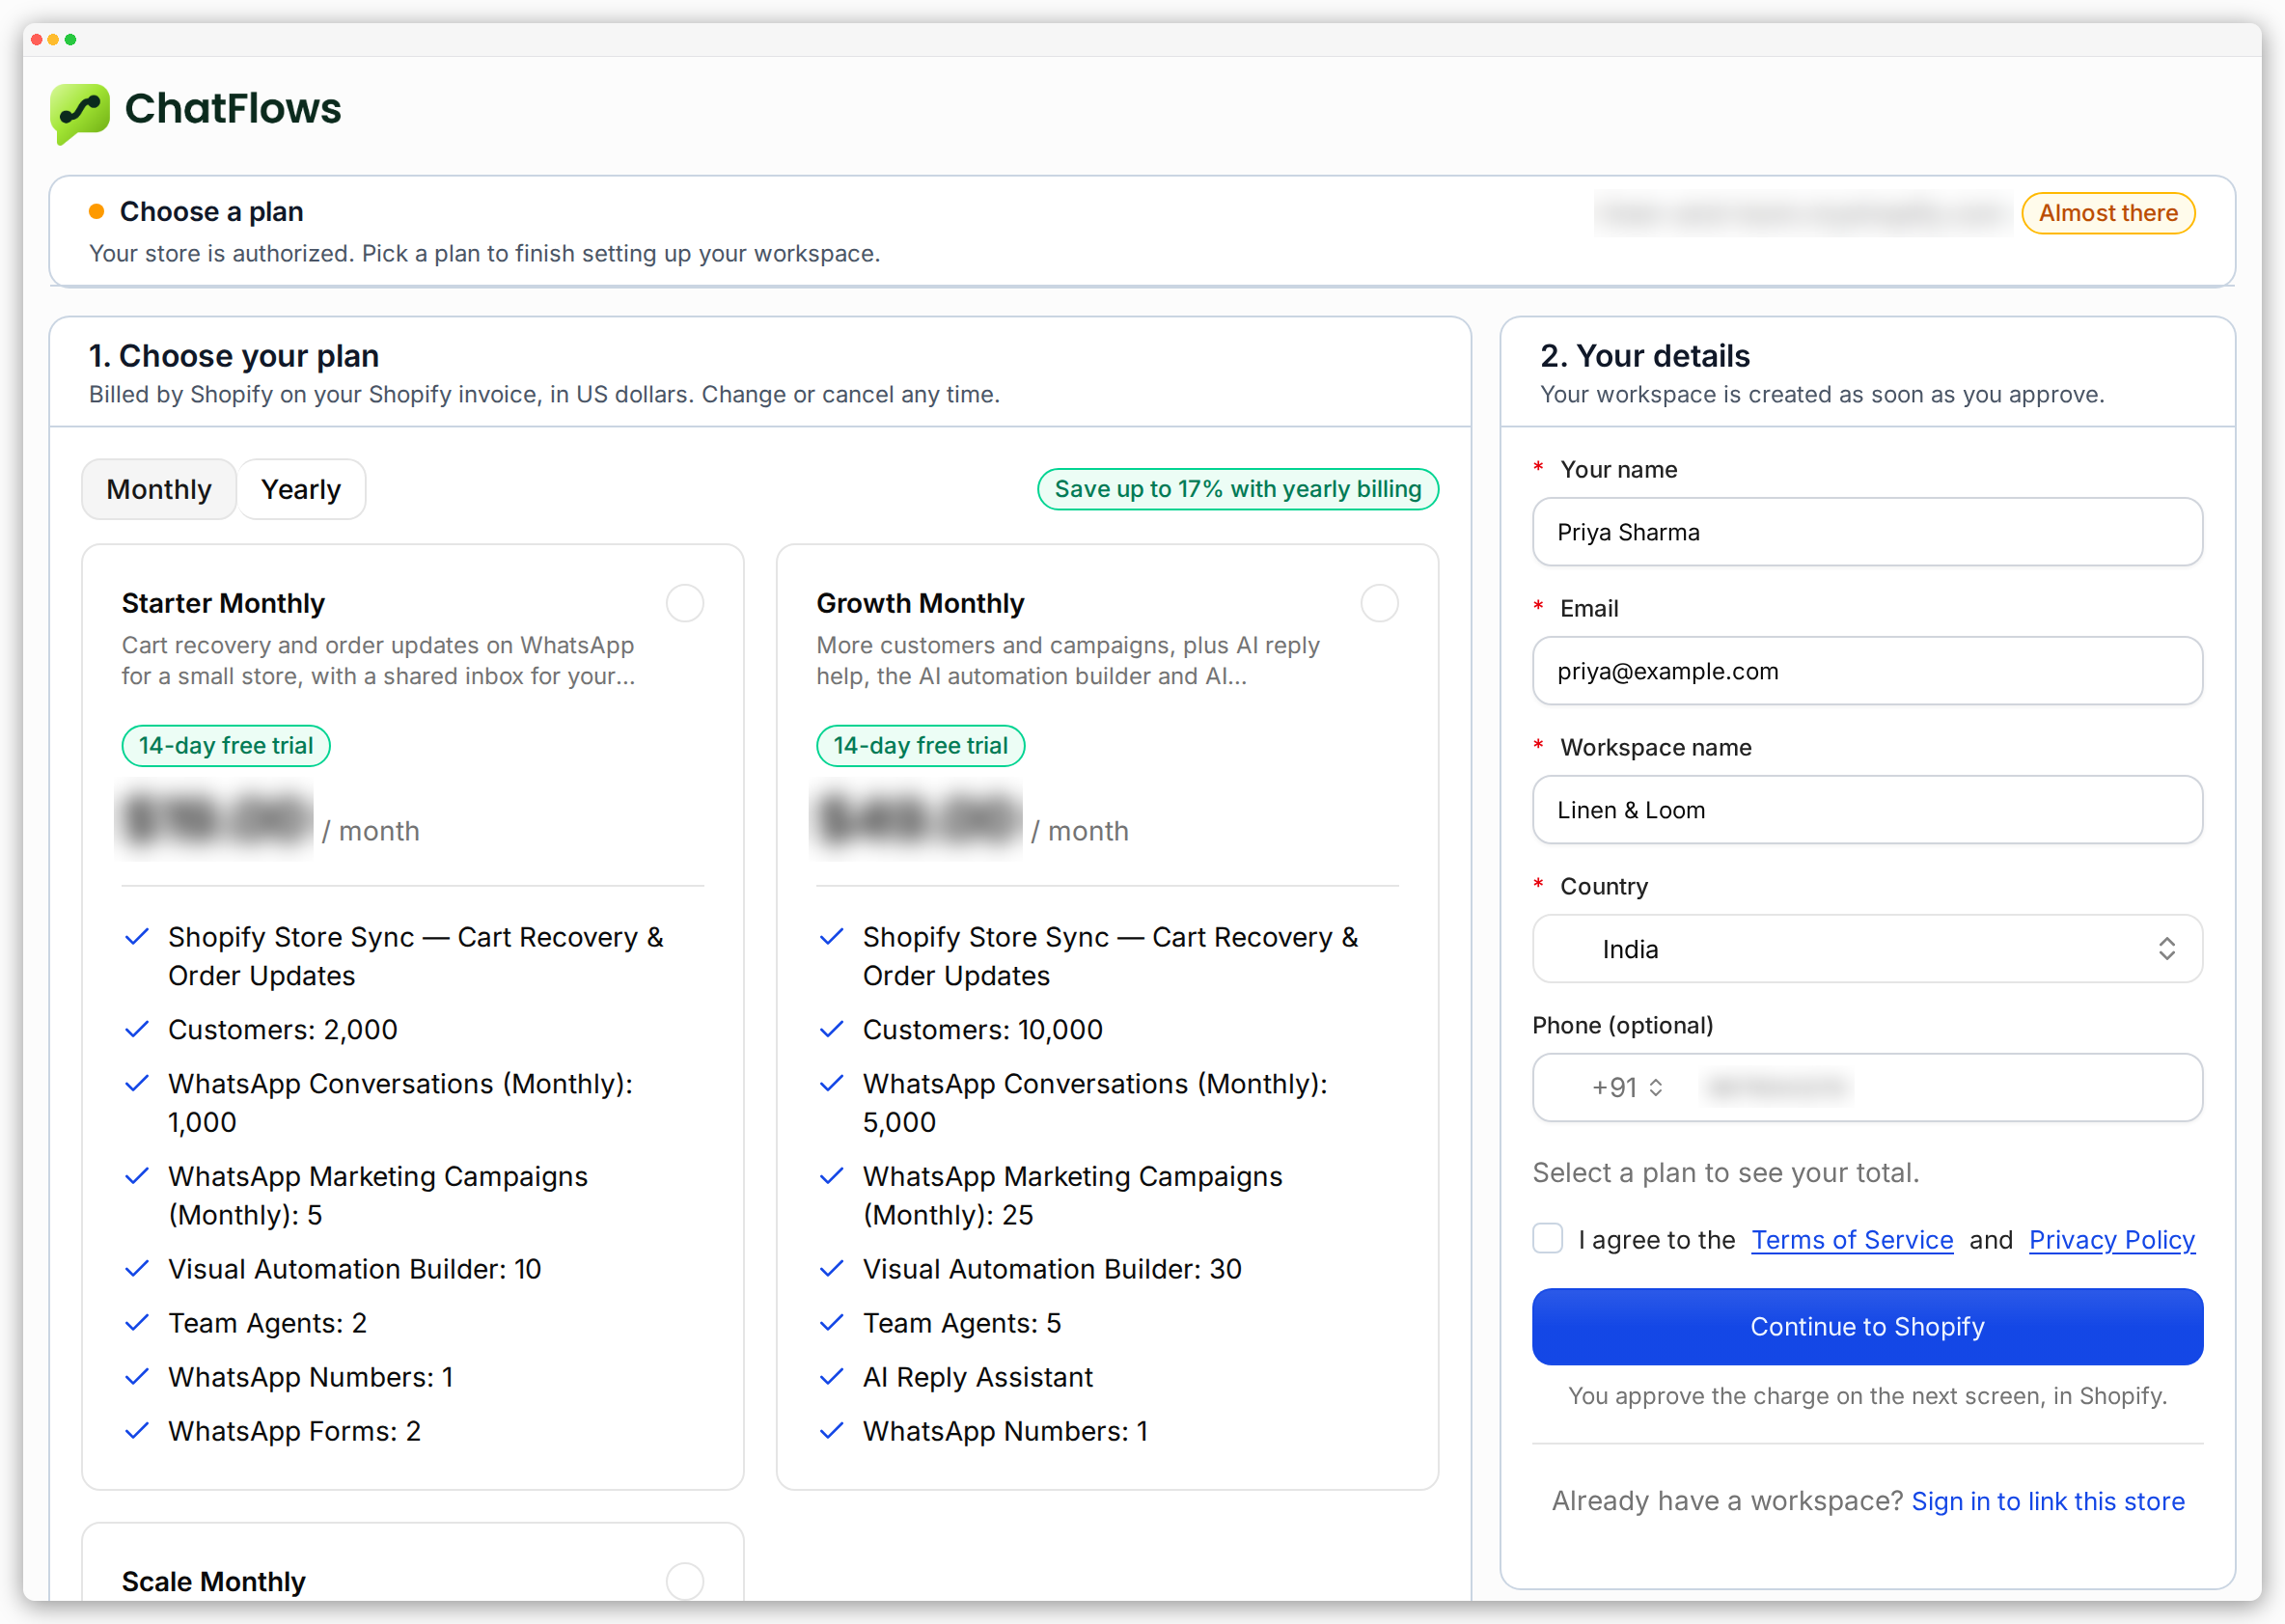 ChatFlows
Choose a plan
Almost there
Your store is authorized. Pick a plan to finish setting up your workspace.
1. Choose your plan
Billed by Shopify on your Shopify invoice, in US dollars. Change or cancel any time.
Monthly
Yearly
Save up to 17% with yearly billing
Starter Monthly
Cart recovery and order updates on WhatsApp
for a small store, with a shared inbox for your...
14-day free trial
/ month
Shopify Store Sync — Cart Recovery &
Order Updates
Customers: 2,000
WhatsApp Conversations (Monthly):
1,000
WhatsApp Marketing Campaigns
(Monthly): 5
Visual Automation Builder: 10
Team Agents: 2
WhatsApp Numbers: 1
WhatsApp Forms: 2
Growth Monthly
More customers and campaigns, plus AI reply
help, the AI automation builder and AI...
14-day free trial
/ month
Shopify Store Sync — Cart Recovery &
Order Updates
Customers: 10,000
WhatsApp Conversations (Monthly):
5,000
WhatsApp Marketing Campaigns
(Monthly): 25
Visual Automation Builder: 30
Team Agents: 5
AI Reply Assistant
WhatsApp Numbers: 1
Scale Monthly
2. Your details
Your workspace is created as soon as you approve.
* Your name
Priya Sharma
* Email
priya@example.com
* Workspace name
Linen & Loom
* Country
India
Phone (optional)
+91
Select a plan to see your total.
I agree to the Terms of Service and Privacy Policy
Continue to Shopify
You approve the charge on the next screen, in Shopify.
Already have a workspace? Sign in to link this store